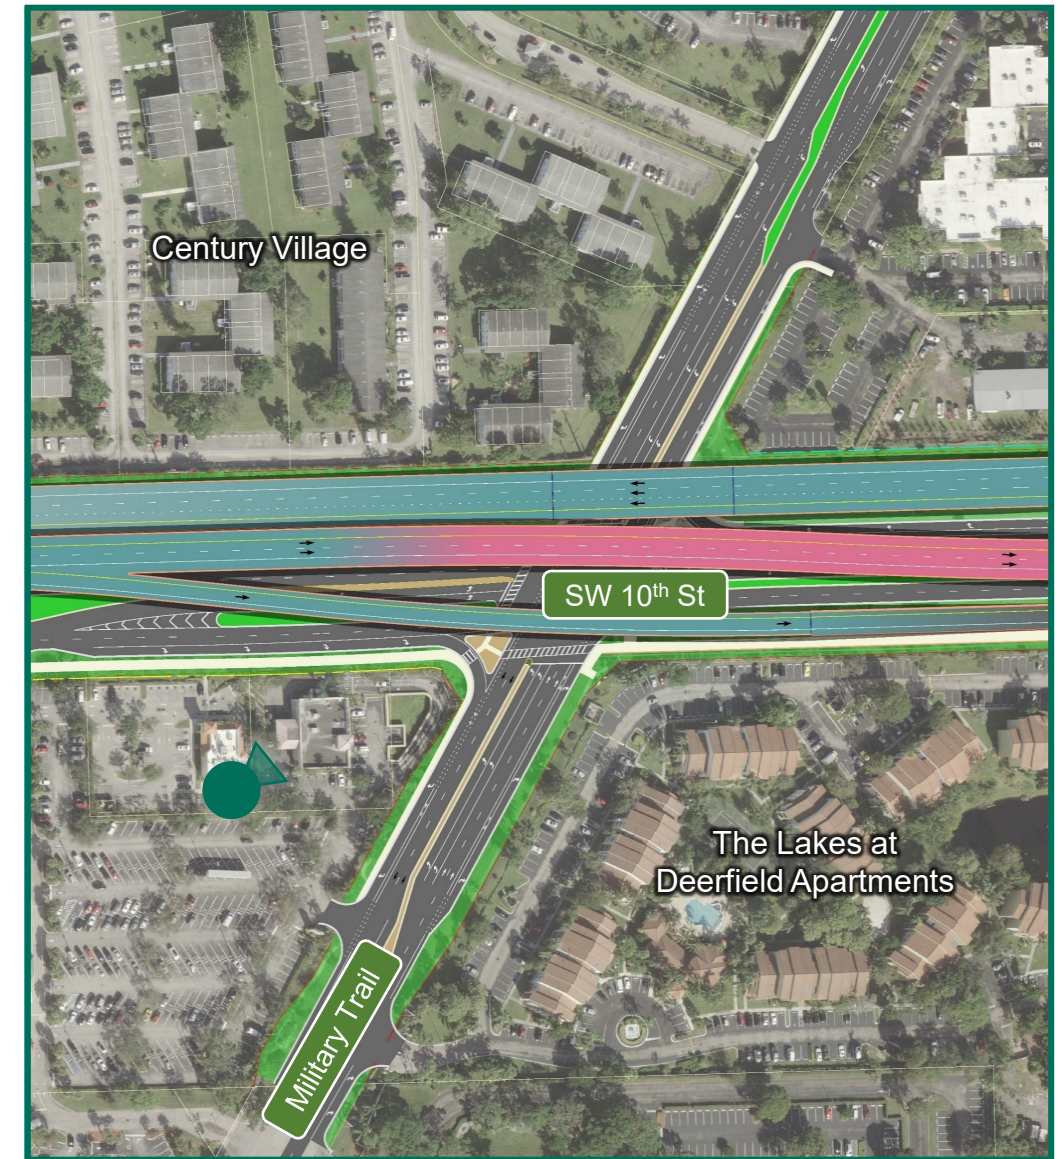 Century Village
SW 10th St
The Lakes at
Deerfield Apartments
Military Trail